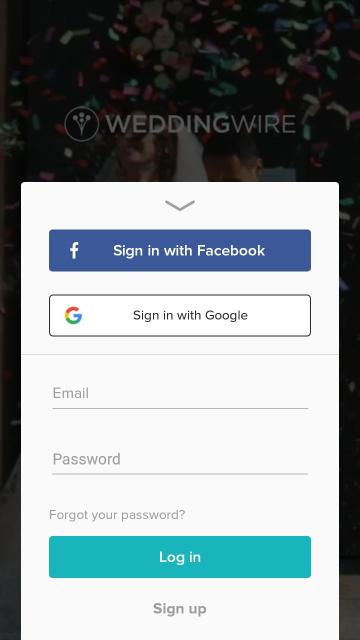 WEDDINGWIRE
Sign in with Facebook
Sign in with Google
Email
Password
Forgot your password?
Log in
Sign up